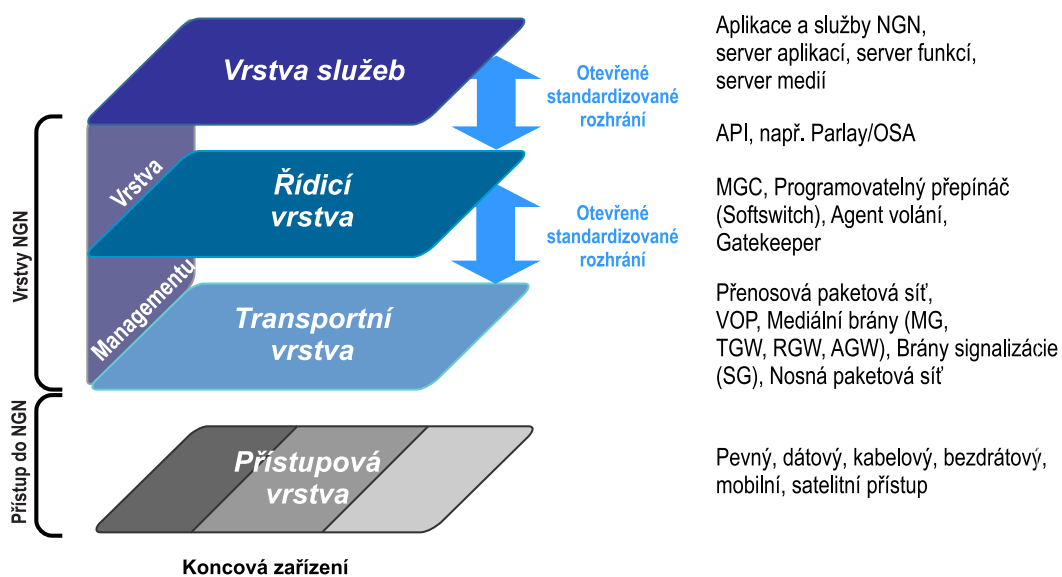 Vrstva služeb
Otevřené
standardizované
rozhrání
Aplikace a služby NGN,
server aplikací, server funkcí,
server medií
API, např. Parlay/OSA
Vrstvy NGN
Vrstva
Managementu
Řídicí
vrstva
Otevřené
standardizované
rozhrání
MGC, Programovatelný přepínáč
(Softswitch), Agent volání,
Gatekeeper
Transportní
vrstva
Přenosová paketová síť,
VOP, Mediální brány (MG,
TGW, RGW, AGW), Brány signalizácie
(SG), Nosná paketová síť
Přístup do NGN
Přístupová
vrstva
Pevný, dátový, kabelový, bezdrátový,
mobilní, satelitní přístup
Koncová zařízení